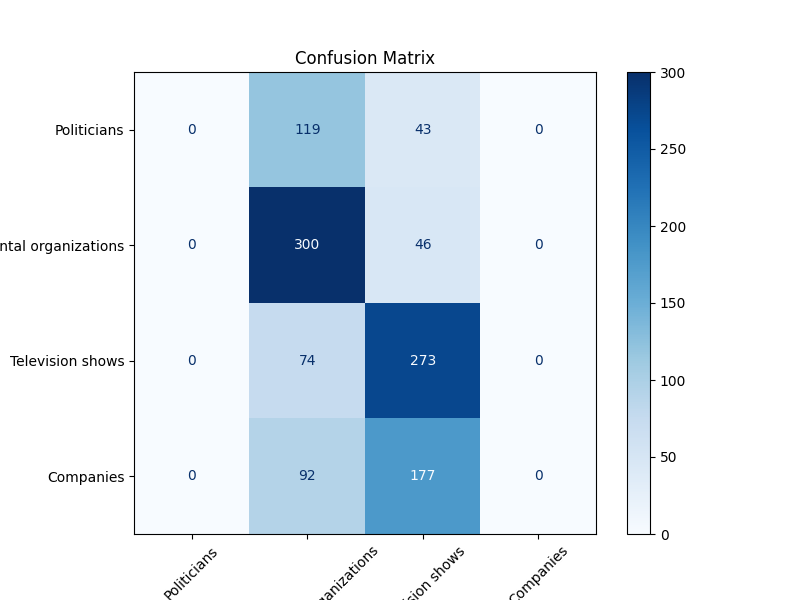 Confusion Matrix
Politicians 0 119 43 0
ntal organizations 0 300 46 0
Television shows 0 74 273 0
Companies 0 92 177 0
Politicians
ganizations
ision shows
Companies
300
250
200
150
100
50
0